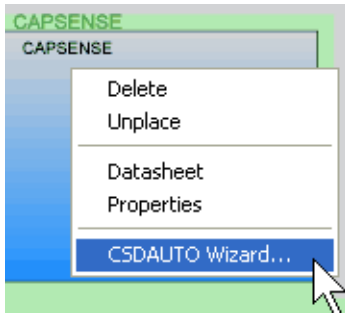 CAPSENSE
CAPSENSE
Delete
Unplace
Datasheet
Properties
CSDAUTO Wizard...